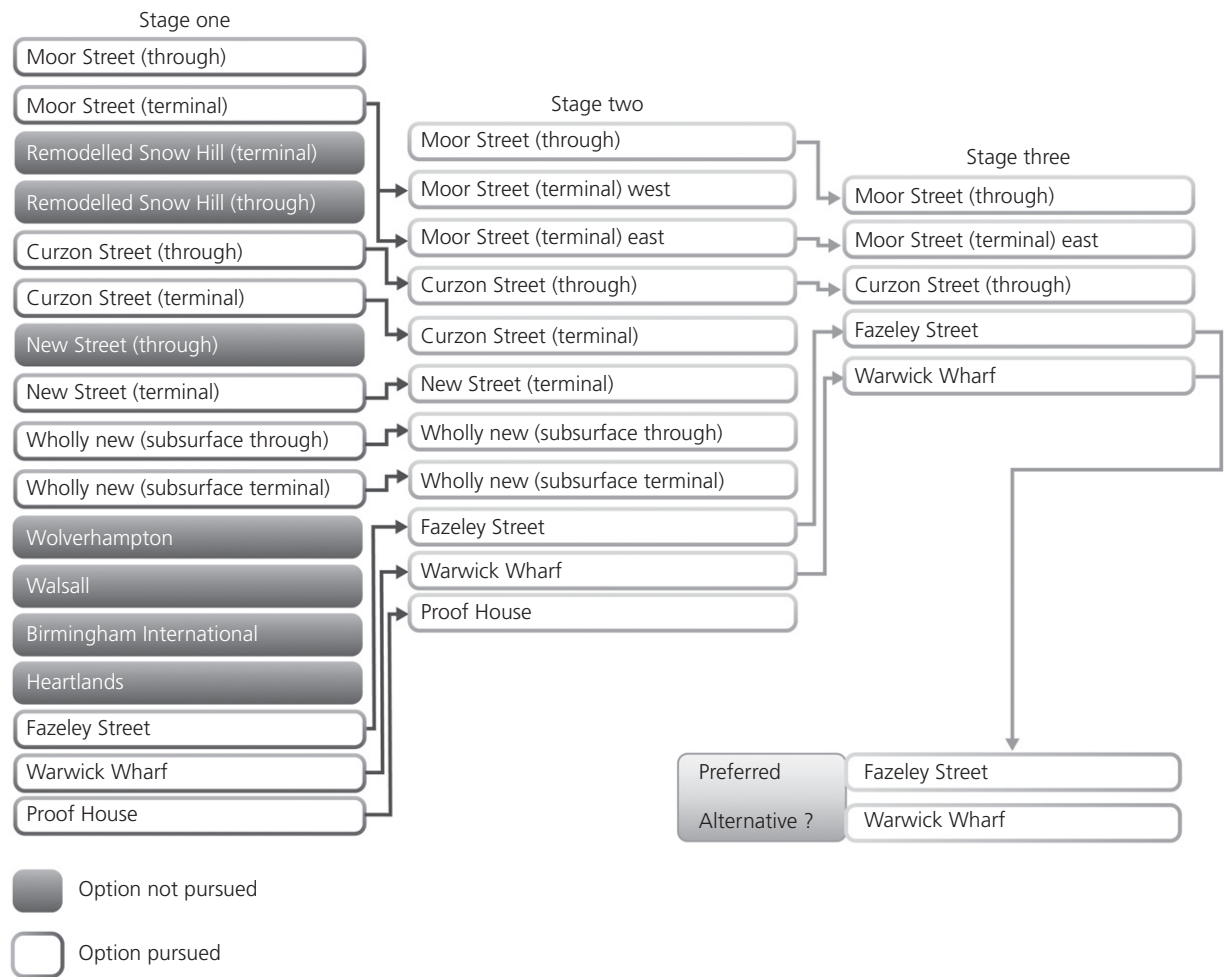 Stage one
Moor Street (through)
Moor Street (terminal)
Remodelled Snow Hill (terminal)
Remodelled Snow Hill (through)
Curzon Street (through)
Curzon Street (terminal)
New Street (through)
New Street (terminal)
Wholly new (subsurface through)
Wholly new (subsurface terminal)
Wolverhampton
Walsall
Birmingham International
Heartlands
Fazeley Street
Warwick Wharf
Proof House
Stage two
Moor Street (through)
Moor Street (terminal) west
Moor Street (terminal) east
Curzon Street (through)
Curzon Street (terminal)
New Street (terminal)
Wholly new (subsurface through)
Wholly new (subsurface terminal)
Fazeley Street
Warwick Wharf
Proof House
Stage three
Moor Street (through)
Moor Street (terminal) east
Curzon Street (through)
Fazeley Street
Warwick Wharf
Preferred
Fazeley Street
Alternative ?
Warwick Wharf
Option not pursued
Option pursued